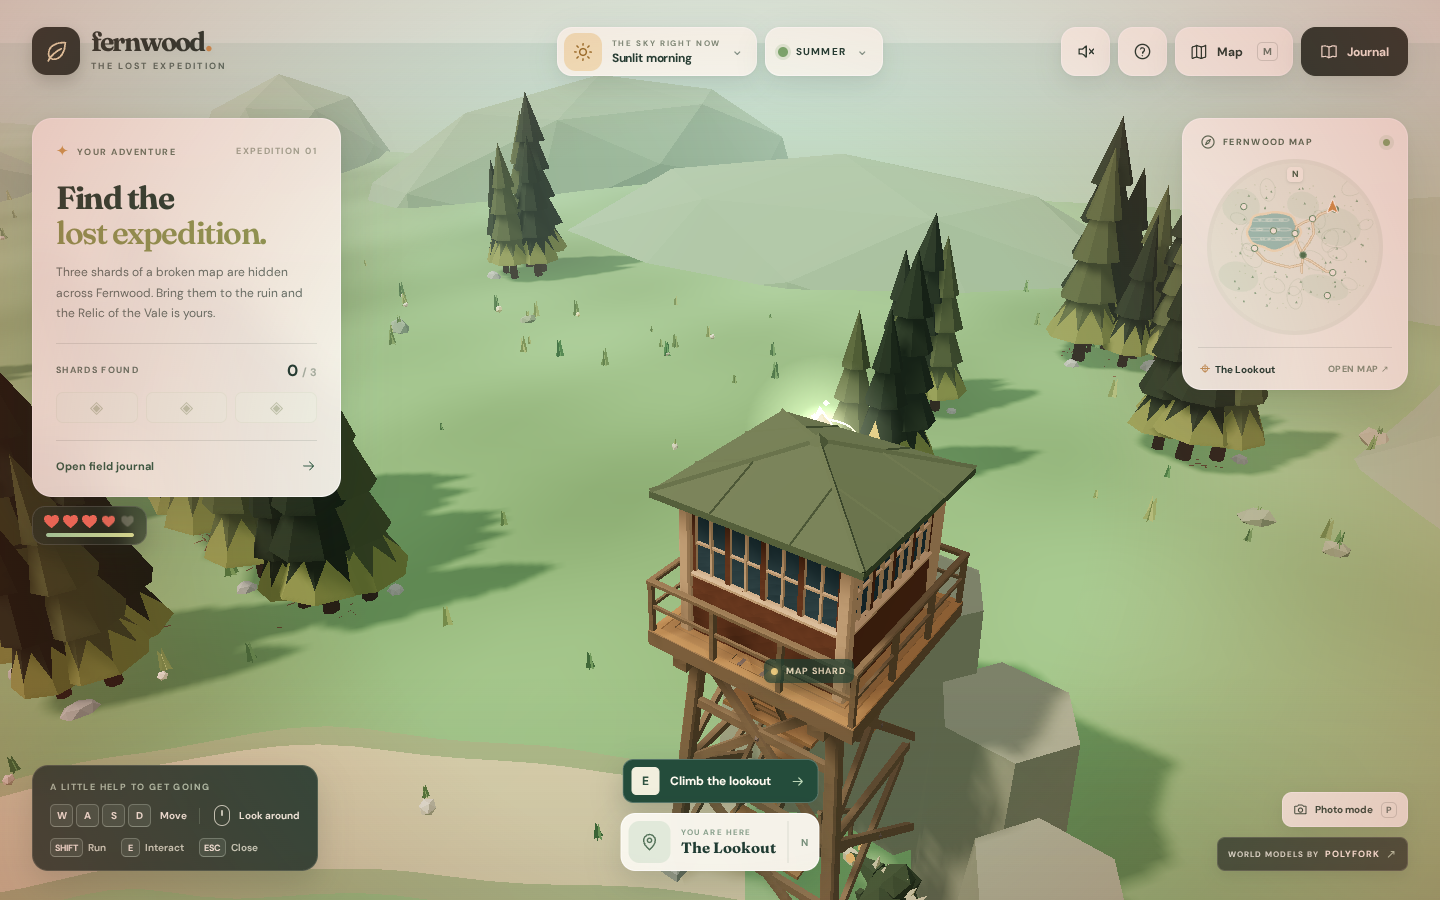 fernwood.
THE LOST EXPEDITION
THE SKY RIGHT NOW
Sunlit morning
SUMMER
Map M
Journal
YOUR ADVENTURE EXPEDITION 01
Find the
lost expedition.
Three shards of a broken map are hidden
across Fernwood. Bring them to the ruin and
the Relic of the Vale is yours.
SHARDS FOUND 0 / 3
Open field journal →
FERNWOOD MAP
N
The Lookout OPEN MAP ↗
MAP SHARD
E Climb the lookout →
YOU ARE HERE
The Lookout N
A LITTLE HELP TO GET GOING
W A S D Move Look around
SHIFT Run E Interact ESC Close
Photo mode P
WORLD MODELS BY POLYFORK ↗